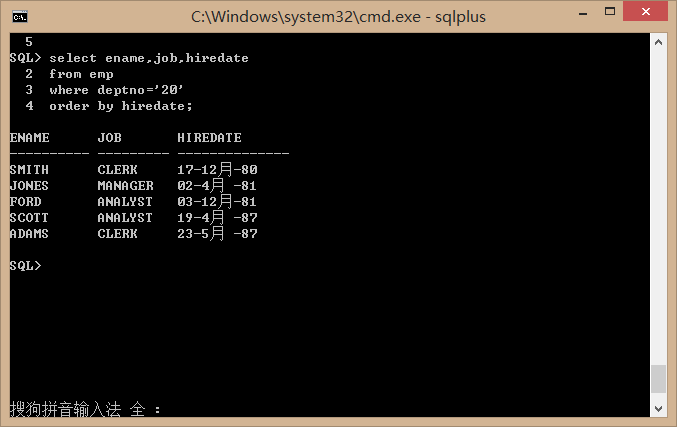 C:\Windows\system32\cmd.exe - sqlplus
5
SQL> select ename,job,hiredate
2 from emp
3 where deptno='20'
4 order by hiredate;
ENAME JOB HIREDATE
---------- --------- --------------
SMITH CLERK 17-12月-80
JONES MANAGER 02-4月 -81
FORD ANALYST 03-12月-81
SCOTT ANALYST 19-4月 -87
ADAMS CLERK 23-5月 -87
SQL>
搜狗拼音输入法 全 :